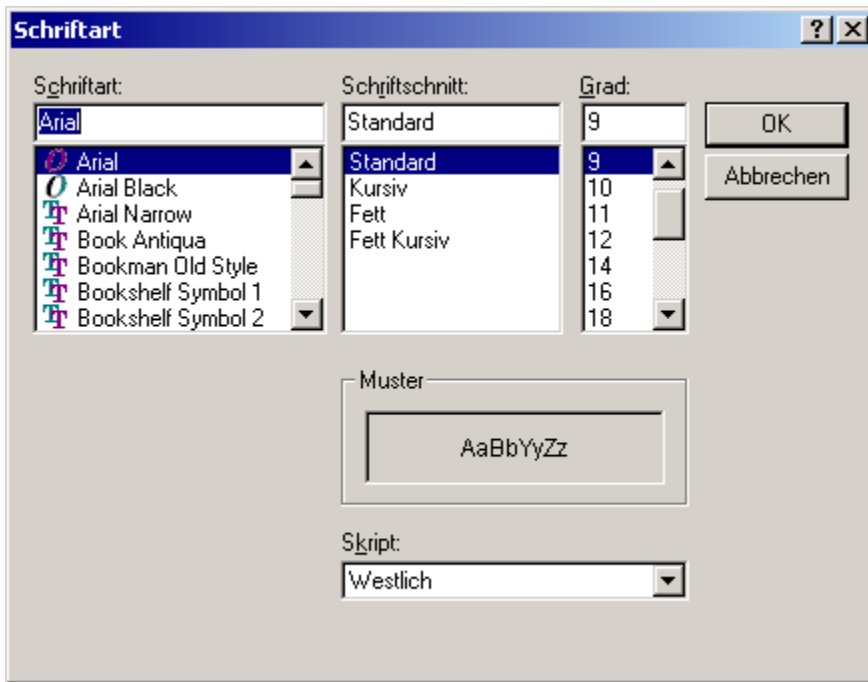 Schriftart
Schriftart:
Arial
Arial
Arial Black
Arial Narrow
Book Antiqua
Bookman Old Style
Bookshelf Symbol 1
Bookshelf Symbol 2
Schriftschnitt:
Standard
Standard
Kursiv
Fett
Fett Kursiv
Grad:
9
9
10
11
12
14
16
18
OK
Abbrechen
Muster
AaBbYyZz
Skript:
Westlich